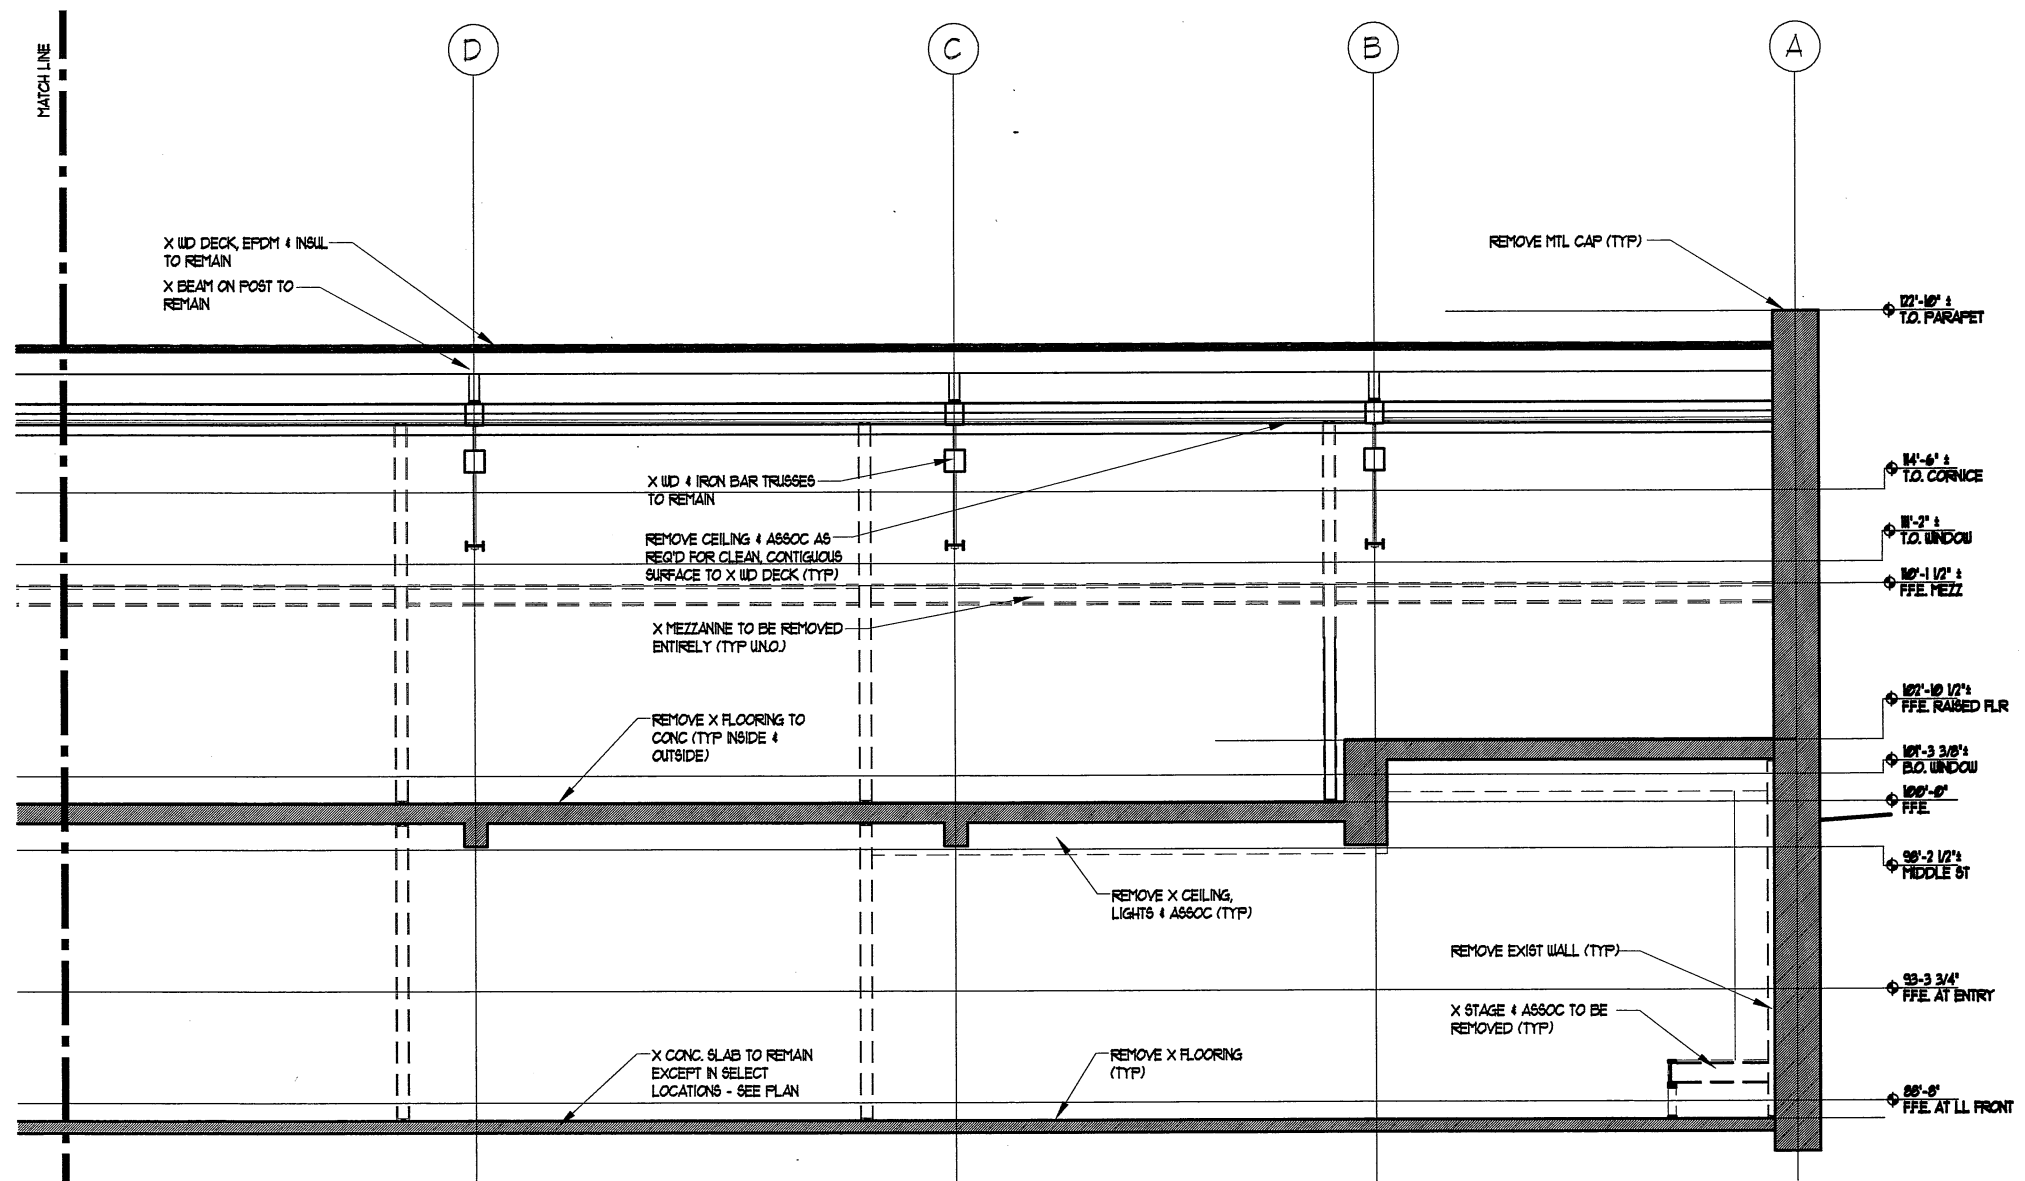 MATCH LINE
D
C
B
A
X WD DECK, EPDM & INSUL
TO REMAIN
X BEAM ON POST TO
REMAIN
REMOVE MTL CAP (TYP)
122'-10" ±
T.O. PARAPET
X WD & IRON BAR TRUSSES
TO REMAIN
114'-6" ±
T.O. CORNICE
REMOVE CEILING & ASSOC AS
REQ'D FOR CLEAN, CONTIGUOUS
SURFACE TO X WD DECK (TYP)
111'-2" ±
T.O. WINDOW
110'-1 1/2" ±
F.F.E. MEZZ
X MEZZANINE TO BE REMOVED
ENTIRELY (TYP U.N.O.)
102'-10 1/2"±
F.F.E. RAISED FLR
REMOVE X FLOORING TO
CONC (TYP INSIDE &
OUTSIDE)
101'-3 3/8"±
B.O. WINDOW
100'-0"
F.F.E.
98'-2 1/2"±
MIDDLE ST
REMOVE X CEILING,
LIGHTS & ASSOC (TYP)
REMOVE EXIST WALL (TYP)
93-3 3/4"
F.F.E. AT ENTRY
X STAGE & ASSOC TO BE
REMOVED (TYP)
X CONC. SLAB TO REMAIN
EXCEPT IN SELECT
LOCATIONS - SEE PLAN
REMOVE X FLOORING
(TYP)
88'-8"
F.F.E. AT LL FRONT